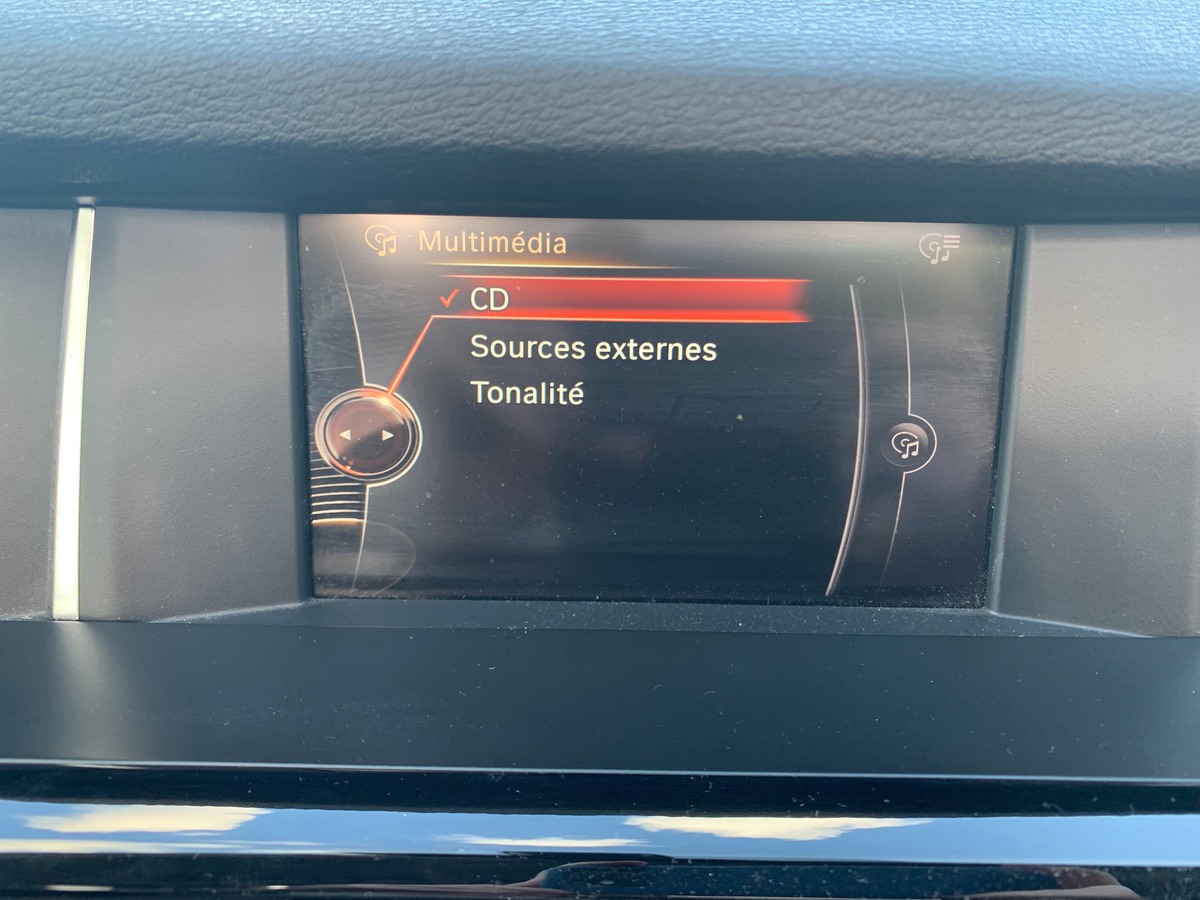 Multimédia
CD
Sources externes
Tonalité